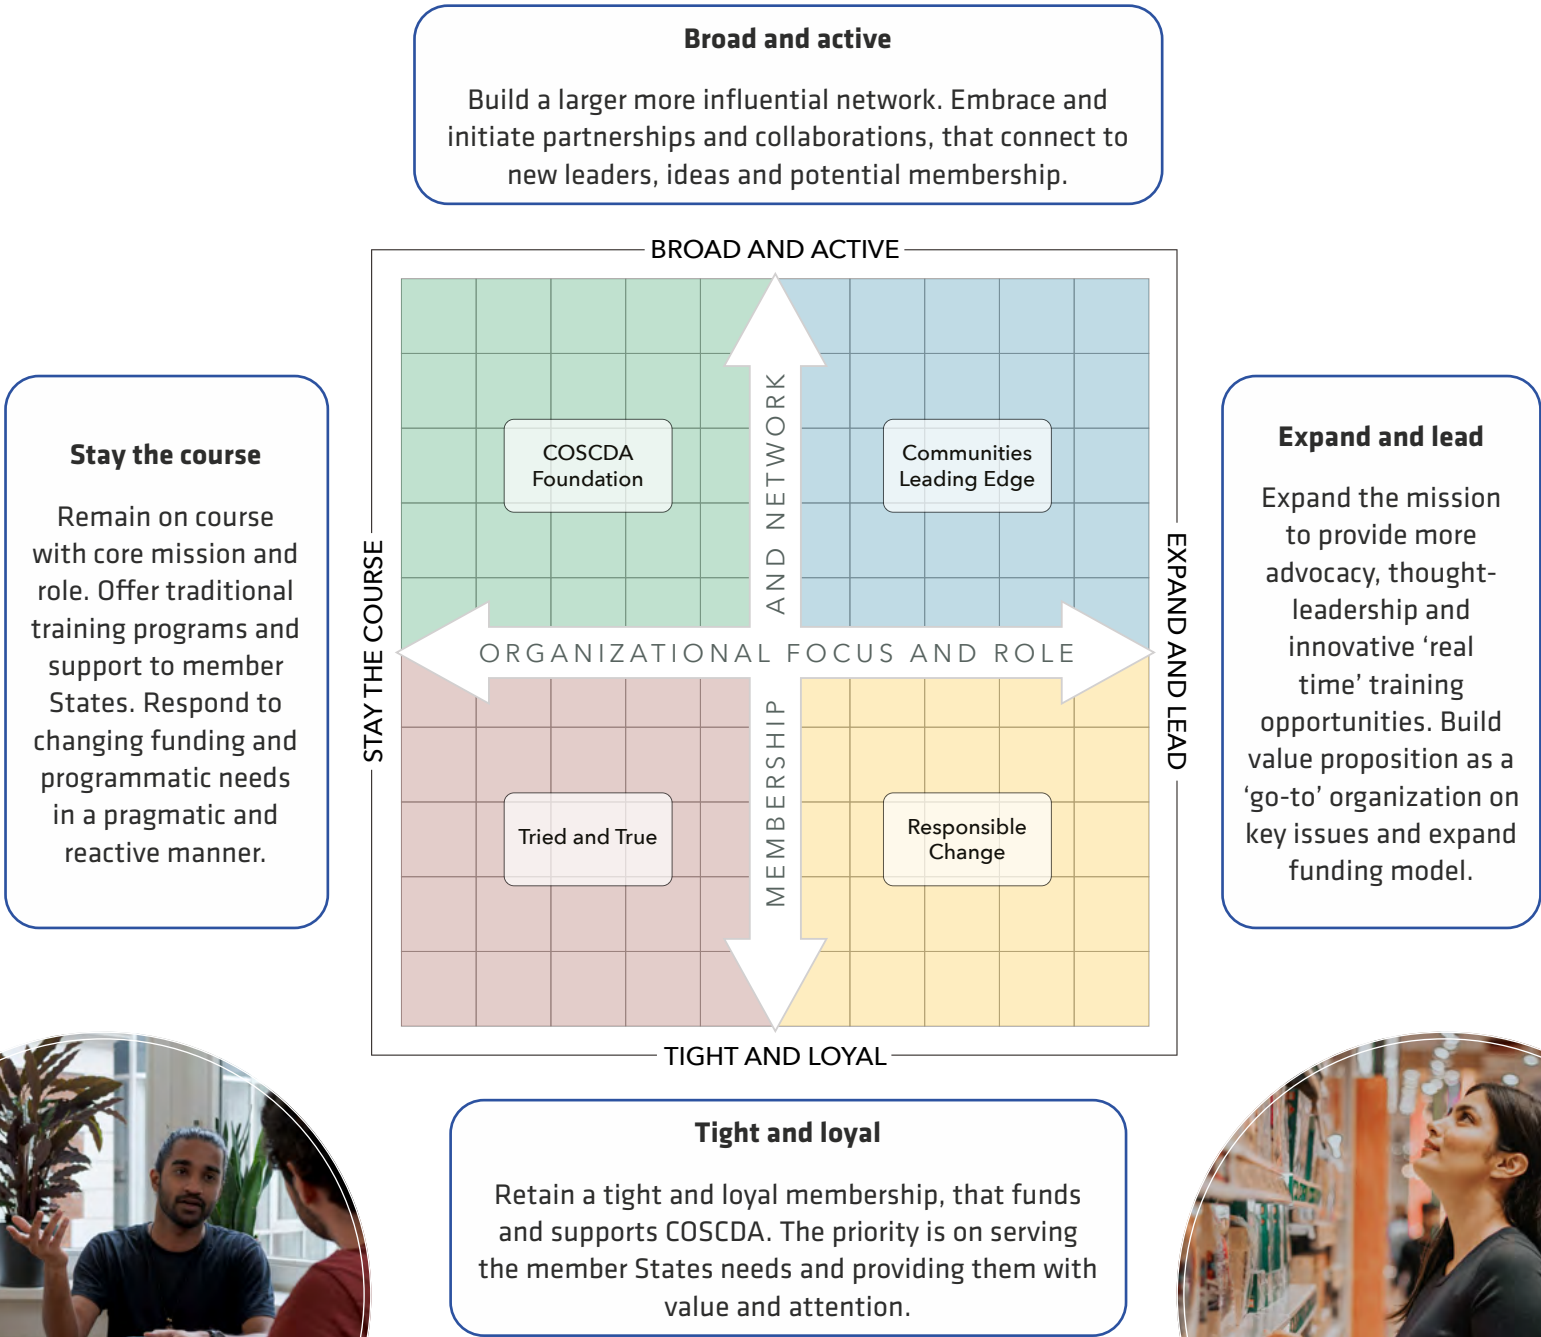 Broad and active
Build a larger more influential network. Embrace and
initiate partnerships and collaborations, that connect to
new leaders, ideas and potential membership.
BROAD AND ACTIVE
Stay the course
Remain on course
with core mission and
role. Offer traditional
training programs and
support to member
States. Respond to
changing funding and
programmatic needs
in a pragmatic and
reactive manner.
STAY THE COURSE
COSCDA
Foundation
Communities
Leading Edge
MEMBERSHIP AND NETWORK
ORGANIZATIONAL FOCUS AND ROLE
Tried and True
Responsible
Change
EXPAND AND LEAD
Expand and lead
Expand the mission
to provide more
advocacy, thought-
leadership and
innovative ‘real
time’ training
opportunities. Build
value proposition as a
‘go-to’ organization on
key issues and expand
funding model.
TIGHT AND LOYAL
Tight and loyal
Retain a tight and loyal membership, that funds
and supports COSCDA. The priority is on serving
the member States needs and providing them with
value and attention.